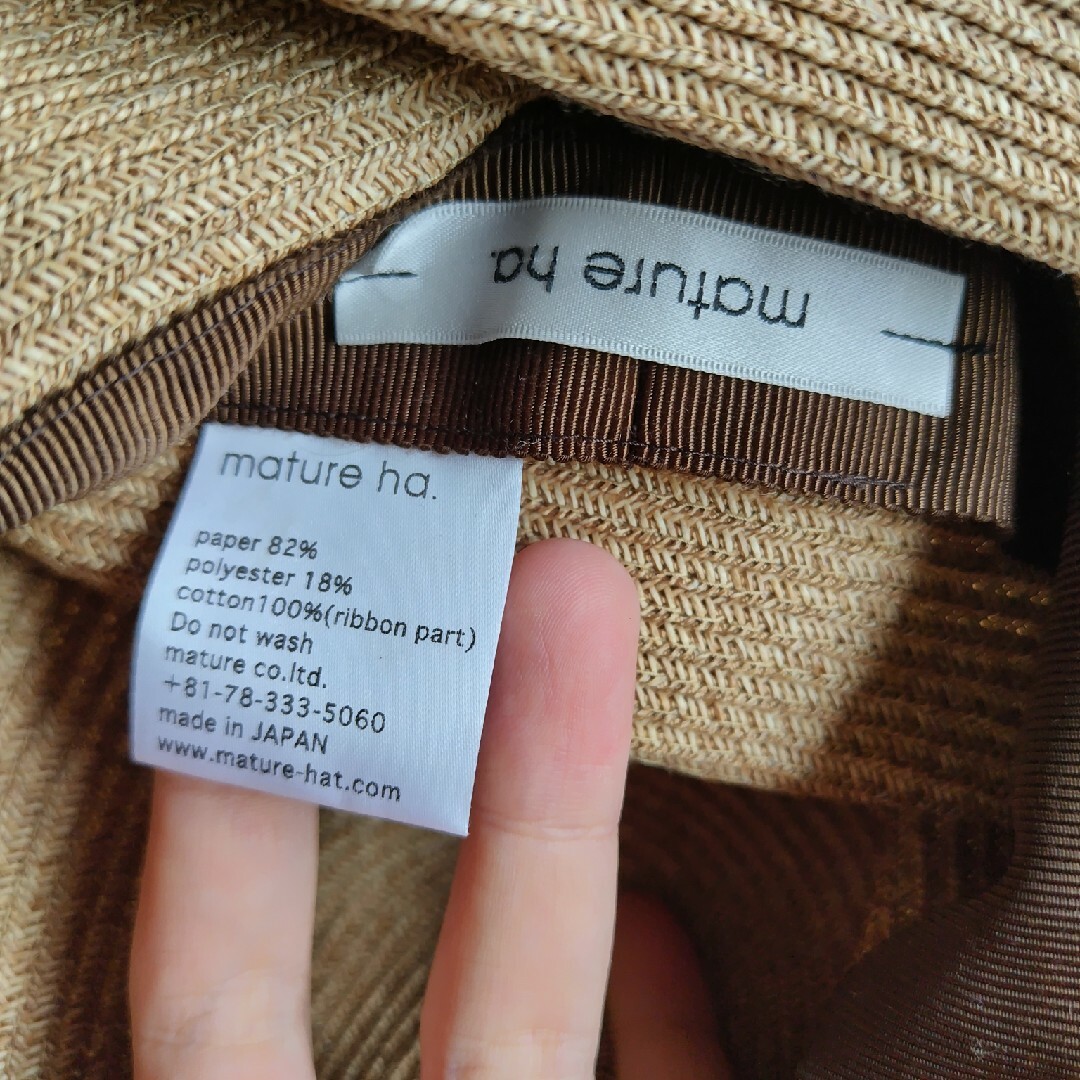 mature ha.
mature ha.
paper 82%
polyester 18%
cotton100%(ribbon part)
Do not wash
mature co.ltd.
+81-78-333-5060
made in JAPAN
www.mature-hat.com